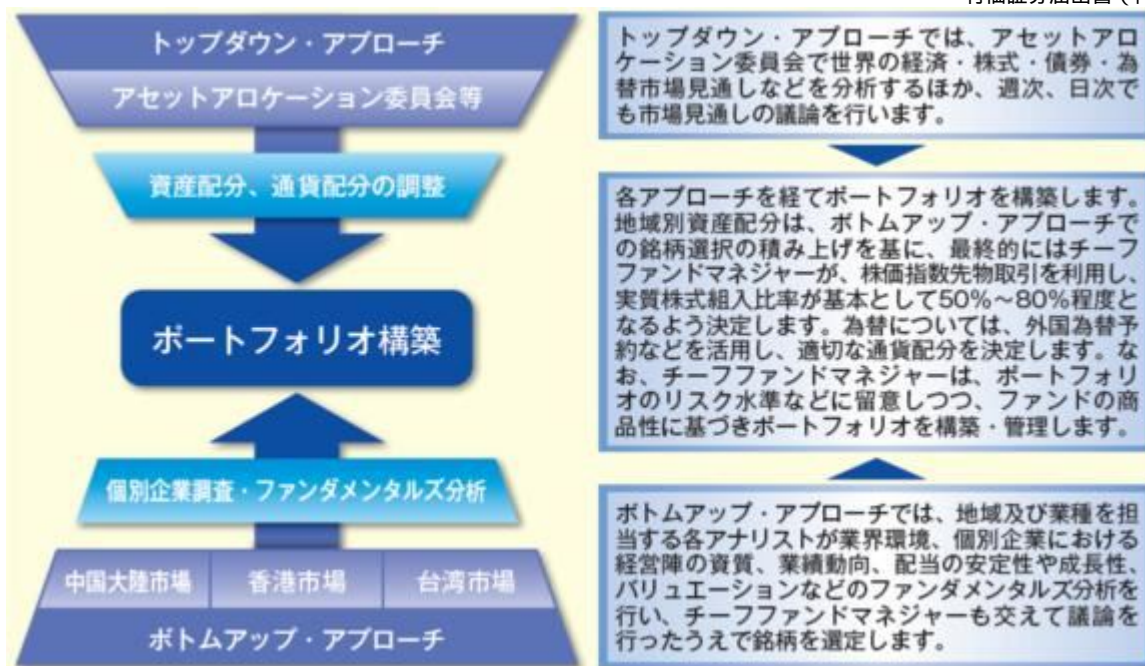 トップダウン・アプローチ
アセットアロケーション委員会等
資産配分、通貨配分の調整
ポートフォリオ構築
個別企業調査・ファンダメンタルズ分析
中国大陸市場
香港市場
台湾市場
ボトムアップ・アプローチ
トップダウン・アプローチでは、アセットアロ
ケーション委員会で世界の経済・株式・債券・為
替市場見通しなどを分析するほか、週次、日次で
も市場見通しの議論を行います。
各アプローチを経てポートフォリオを構築します。
地域別資産配分は、ボトムアップ・アプローチで
の銘柄選択の積み上げを基に、最終的にはチーフ
ファンドマネジャーが、株価指数先物取引を利用し、
実質株式組入比率が基本として50%～80%程度と
なるよう決定します。為替については、外国為替予
約などを活用し、適切な通貨配分を決定します。な
お、チーフファンドマネジャーは、ポートフォリ
オのリスク水準などに留意しつつ、ファンドの商
品性に基づきポートフォリオを構築・管理します。
ボトムアップ・アプローチでは、地域及び業種を担
当する各アナリストが業界環境、個別企業における
経営陣の資質、業績動向、配当の安定性や成長性、
バリュエーションなどのファンダメンタルズ分析を
行い、チーフファンドマネジャーも交えて議論を
行ったうえで銘柄を選定します。